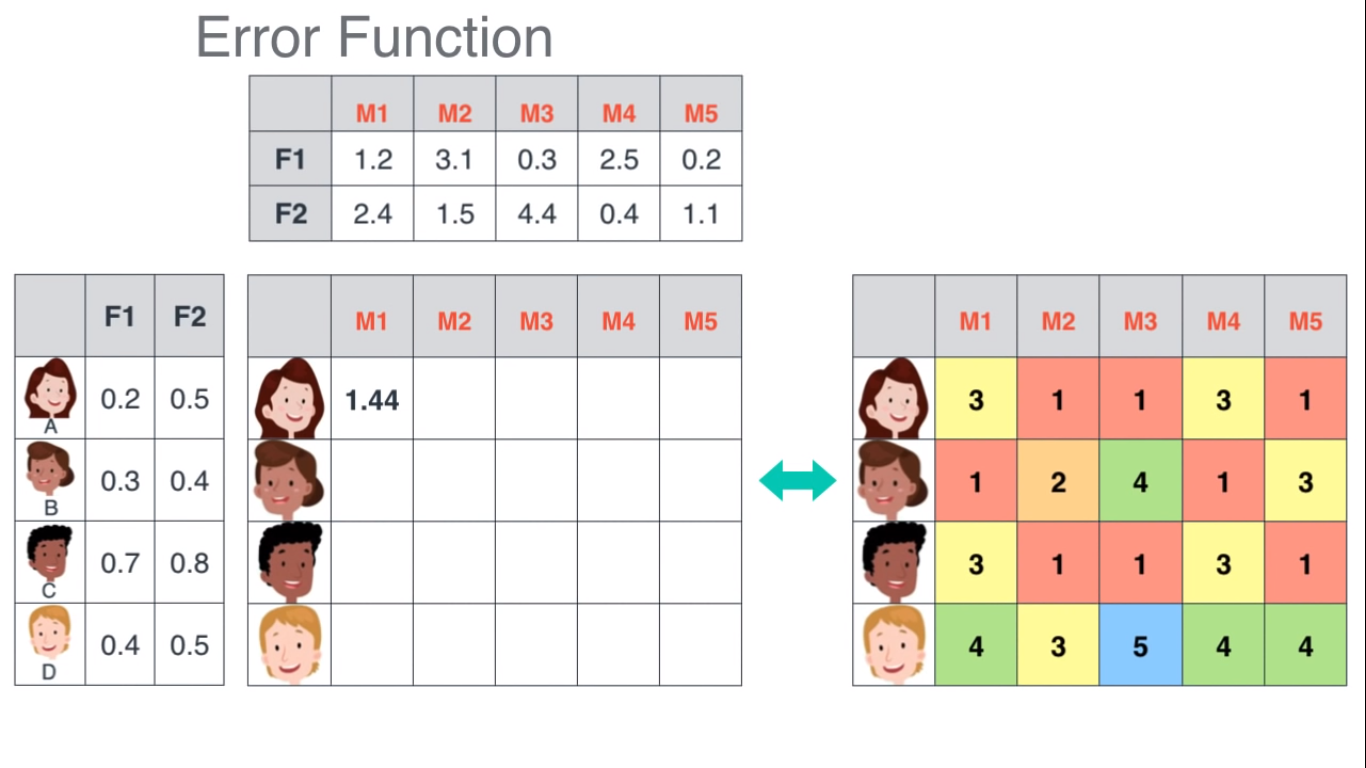 Error Function
M1 M2 M3 M4 M5
F1 1.2 3.1 0.3 2.5 0.2
F2 2.4 1.5 4.4 0.4 1.1
F1 F2
A 0.2 0.5
B 0.3 0.4
C 0.7 0.8
D 0.4 0.5
M1 M2 M3 M4 M5
1.44
M1 M2 M3 M4 M5
3 1 1 3 1
1 2 4 1 3
3 1 1 3 1
4 3 5 4 4